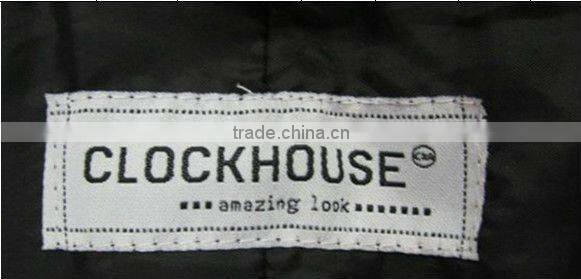 trade.china.cn
CLOCKHOUSE C&A
...amazing look.......